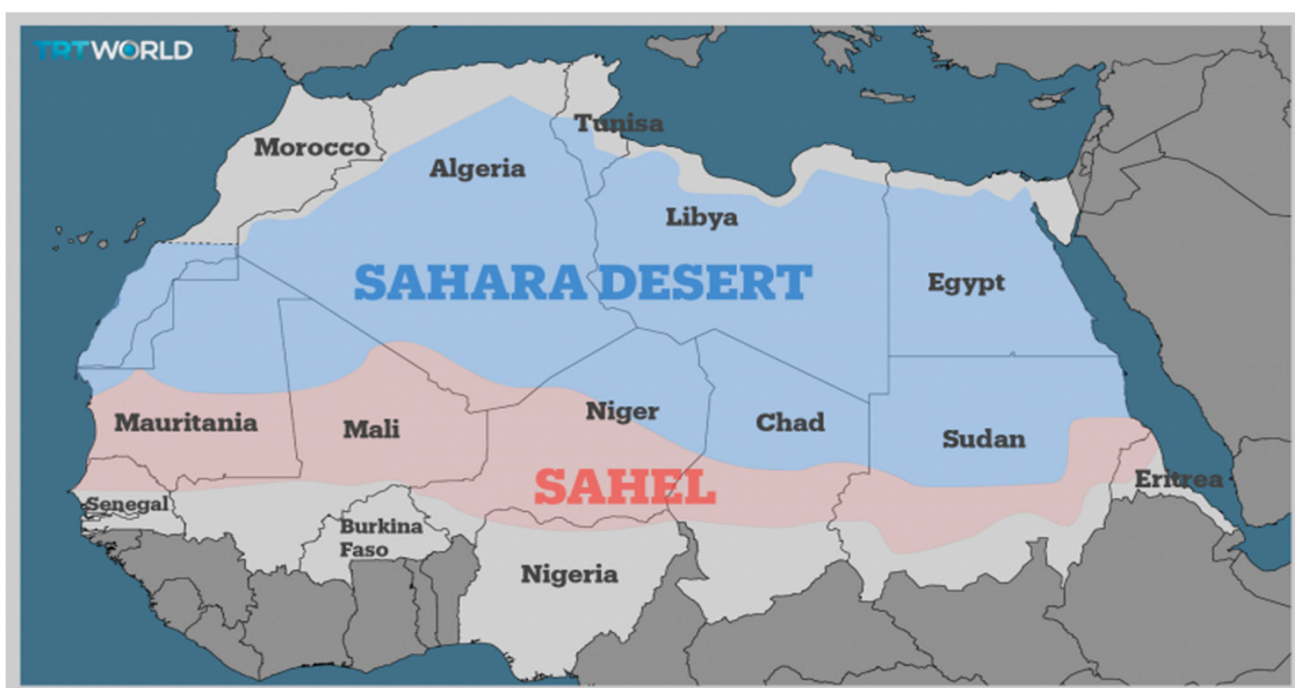 TRTWORLD
Morocco
Tunisa
Algeria
Libya
SAHARA DESERT
Egypt
Mauritania
Mali
Niger
Chad
Sudan
SAHEL
Eritrea
Senegal
Burkina
Faso
Nigeria